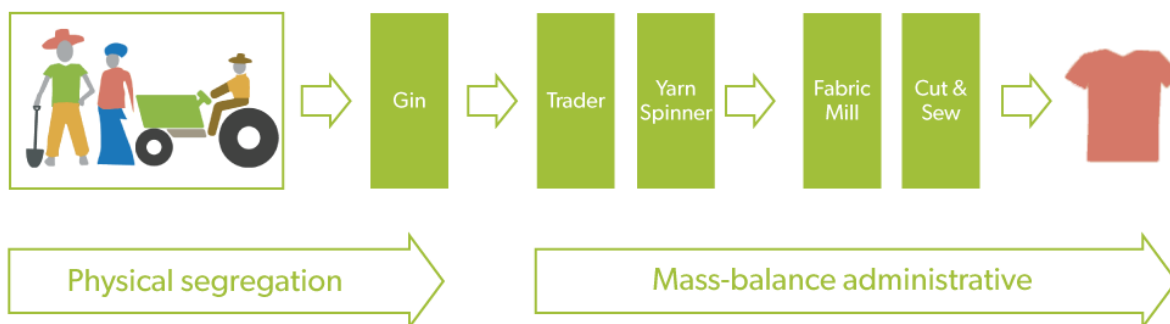 Gin
Trader
Yarn
Spinner
Fabric
Mill
Cut &
Sew
Physical segregation
Mass-balance administrative